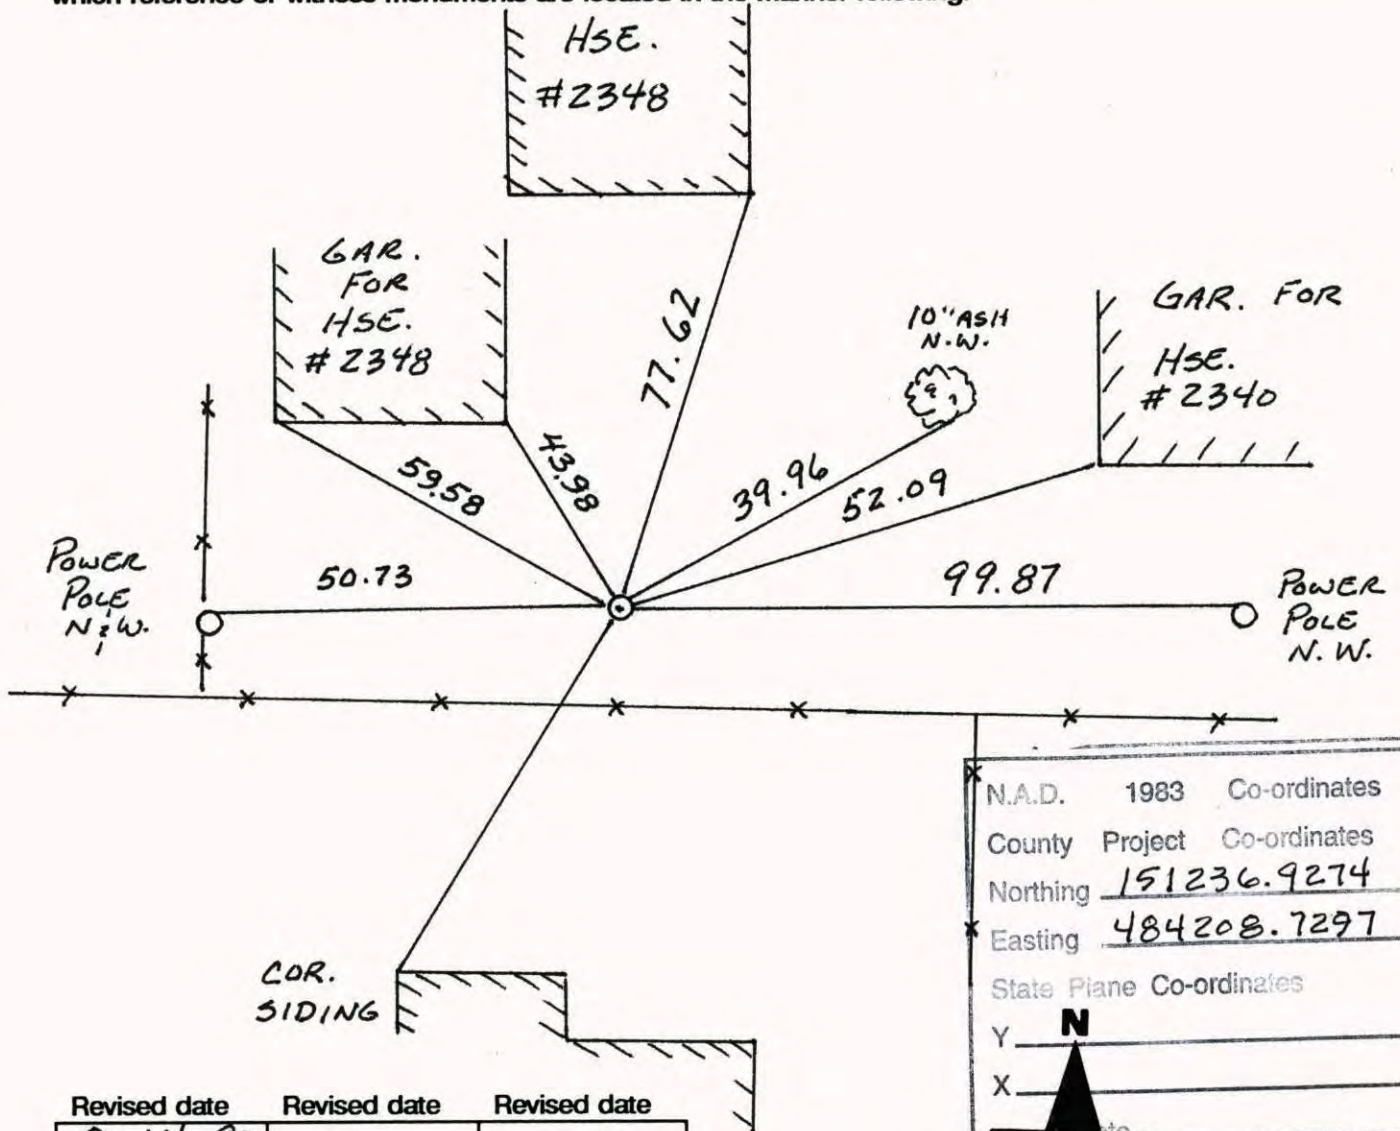 HSE.
#2348
GAR.
FOR
HSE.
#2348
77.62
10" ASH
N.W.
GAR. FOR
HSE.
#2340
59.58
43.98
39.96
52.09
POWER
POLE
N & W.
50.73
99.87
POWER
POLE
N. W.
N.A.D. 1983 Co-ordinates
County Project Co-ordinates
Northing 151236.9274
Easting 484208.7297
State Plane Co-ordinates
Y
X
N
COR.
SIDING
Revised date Revised date Revised date